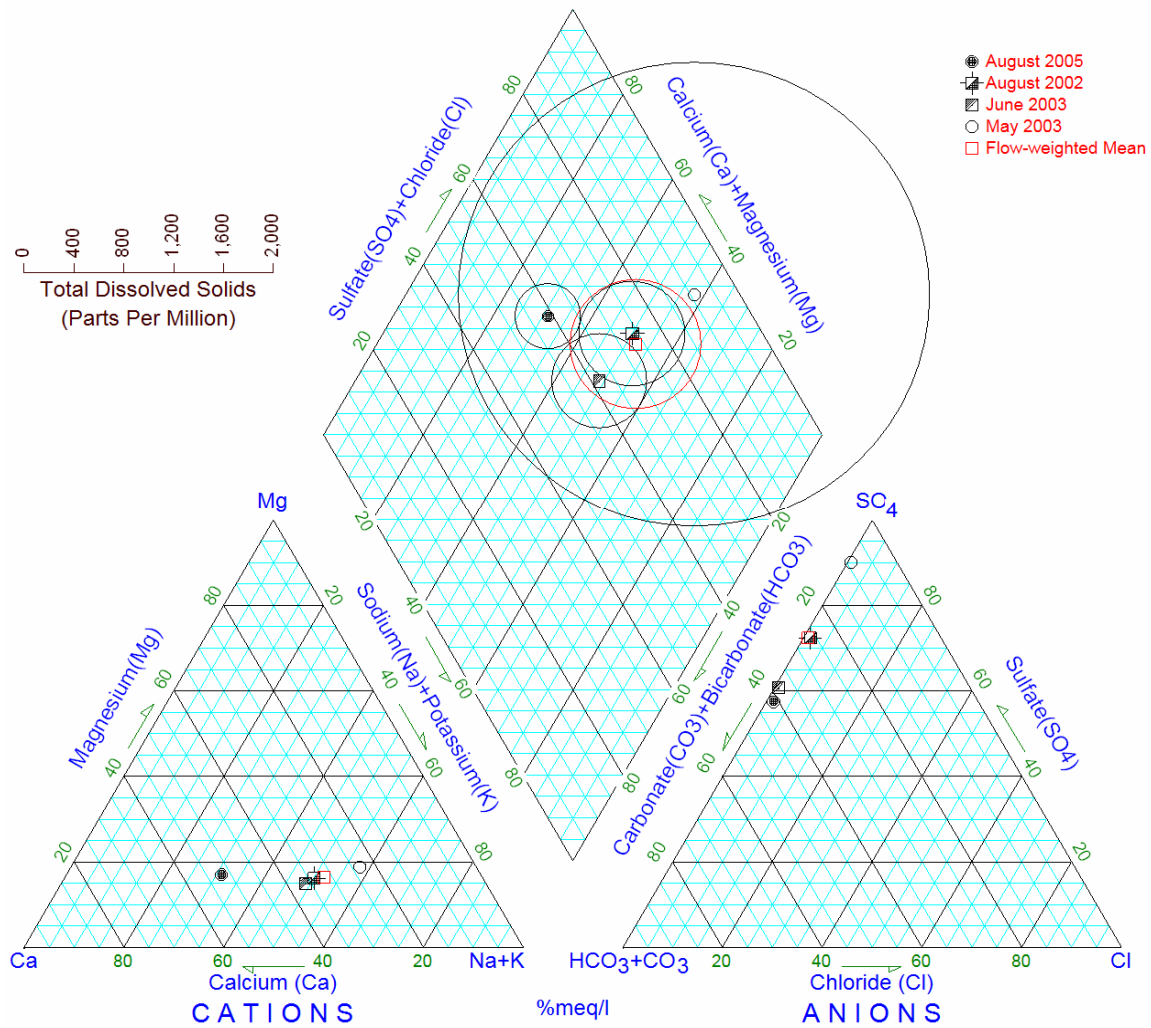 August 2005
August 2002
June 2003
May 2003
Flow-weighted Mean
0
400
800
1,200
1,600
2,000
Total Dissolved Solids
(Parts Per Million)
Sulfate(SO4)+Chloride(Cl)
80
60
40
20
Calcium(Ca)+Magnesium(Mg)
80
60
40
20
20
40
60
80
Sodium(Na)+Potassium(K)
20
40
60
80
Carbonate(CO3)+Bicarbonate(HCO3)
Mg
80
60
40
20
Magnesium(Mg)
20
40
60
80
Ca
80
60
40
20
Na+K
Calcium (Ca)
CATIONS
%meq/l
SO4
20
40
60
80
80
60
40
20
Sulfate(SO4)
HCO3+CO3
20
40
60
80
Cl
Chloride (Cl)
ANIONS